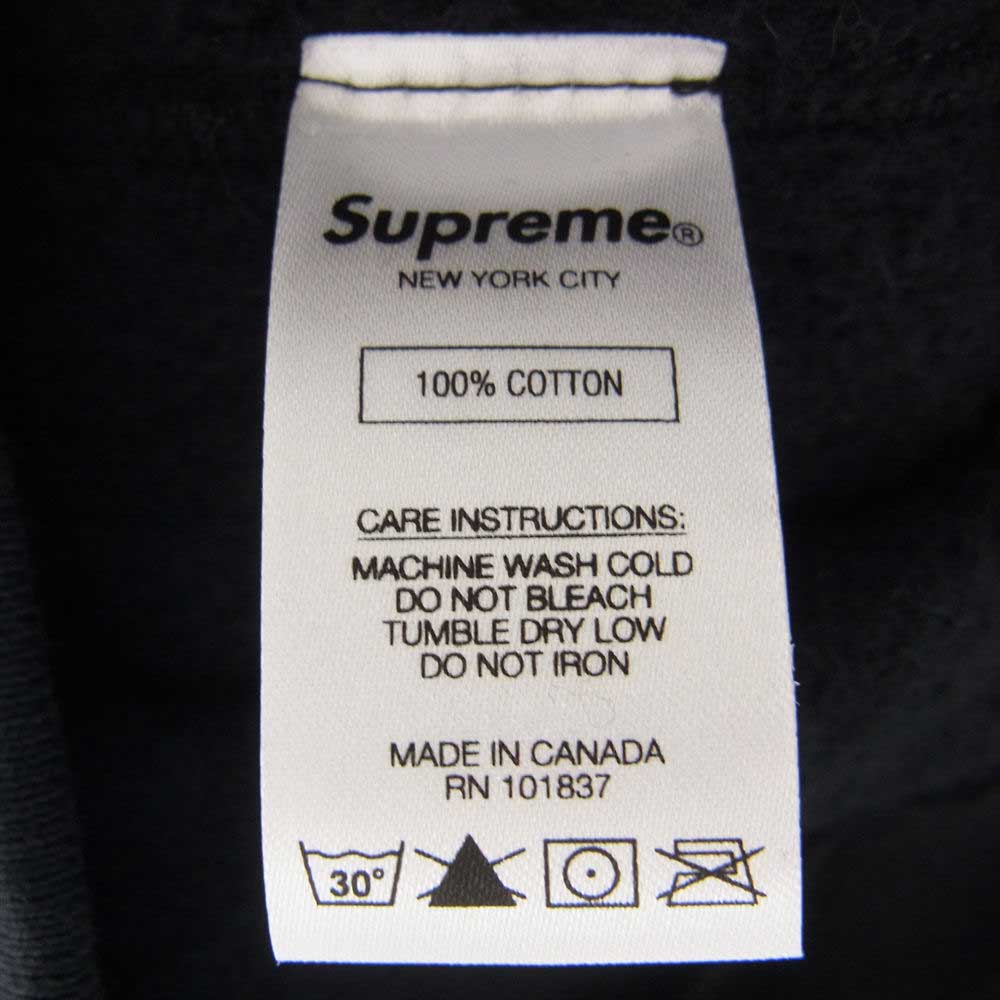 Supreme®
NEW YORK CITY
100% COTTON
CARE INSTRUCTIONS:
MACHINE WASH COLD
DO NOT BLEACH
TUMBLE DRY LOW
DO NOT IRON
MADE IN CANADA
RN 101837
30°